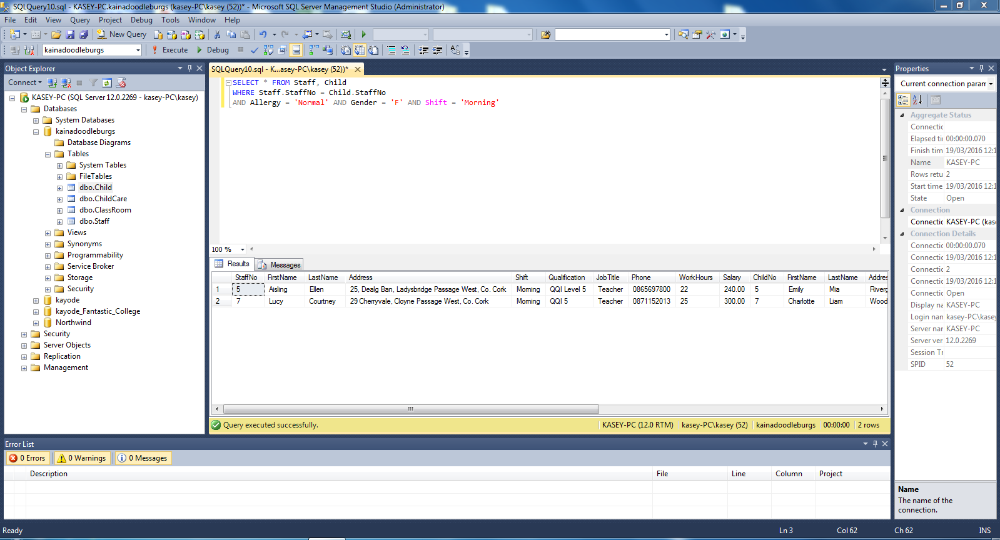 SQLQuery10.sql - KASEY-PC.kainadoodleburgs (kasey-PC\kasey (52))* - Microsoft SQL Server Management Studio (Administrator)
File Edit View Query Project Debug Tools Window Help
New Query
kainadoodleburgs Execute Debug
Object Explorer
Connect
KASEY-PC (SQL Server 12.0.2269 - kasey-PC\kasey)
Databases
System Databases
kainadoodleburgs
Database Diagrams
Tables
System Tables
FileTables
dbo.Child
dbo.ChildCare
dbo.ClassRoom
dbo.Staff
Views
Synonyms
Programmability
Service Broker
Storage
Security
kayode
kayode_Fantastic_College
Northwind
Security
Server Objects
Replication
Management
SQLQuery10.sql - K...asey-PC\kasey (52))*
SELECT * FROM Staff, Child
WHERE Staff.StaffNo = Child.StaffNo
AND Allergy = 'Normal' AND Gender = 'F' AND Shift = 'Morning'
100 %
Results Messages
StaffNo FirstName LastName Address Shift Qualification JobTitle Phone WorkHours Salary ChildNo FirstName LastName Addres
1 5 Aisling Ellen 25, Dealg Ban, Ladysbridge Passage West, Co. Cork Morning QQI Level 5 Teacher 0865697800 22 240.00 5 Emily Mia Riverg
2 7 Lucy Courtney 29 Cherryvale, Cloyne Passage West, Co. Cork Morning QQI 5 Teacher 0871152013 25 300.00 7 Charlotte Liam Wood
Query executed successfully. KASEY-PC (12.0 RTM) kasey-PC\kasey (52) kainadoodleburgs 00:00:00 2 rows
Properties
Current connection param
Aggregate Status
Connectic
Elapsed ti 00:00:00.070
Finish tim 19/03/2016 12:1
Name KASEY-PC
Rows retu 2
Start time 19/03/2016 12:1
State Open
Connection
Connectic KASEY-PC (kas
Connection Details
Connectic 00:00:00.070
Connectic 19/03/2016 12:1
Connectic 2
Connectic 19/03/2016 12:1
Connectic Open
Display na KASEY-PC
Login nan kasey-PC\kasey
Server nar KASEY-PC
Server ver 12.0.2269
Session Tr
SPID 52
Name
The name of the
connection.
Error List
0 Errors 0 Warnings 0 Messages
Description File Line Column Project
Ready Ln 3 Col 62 Ch 62 INS